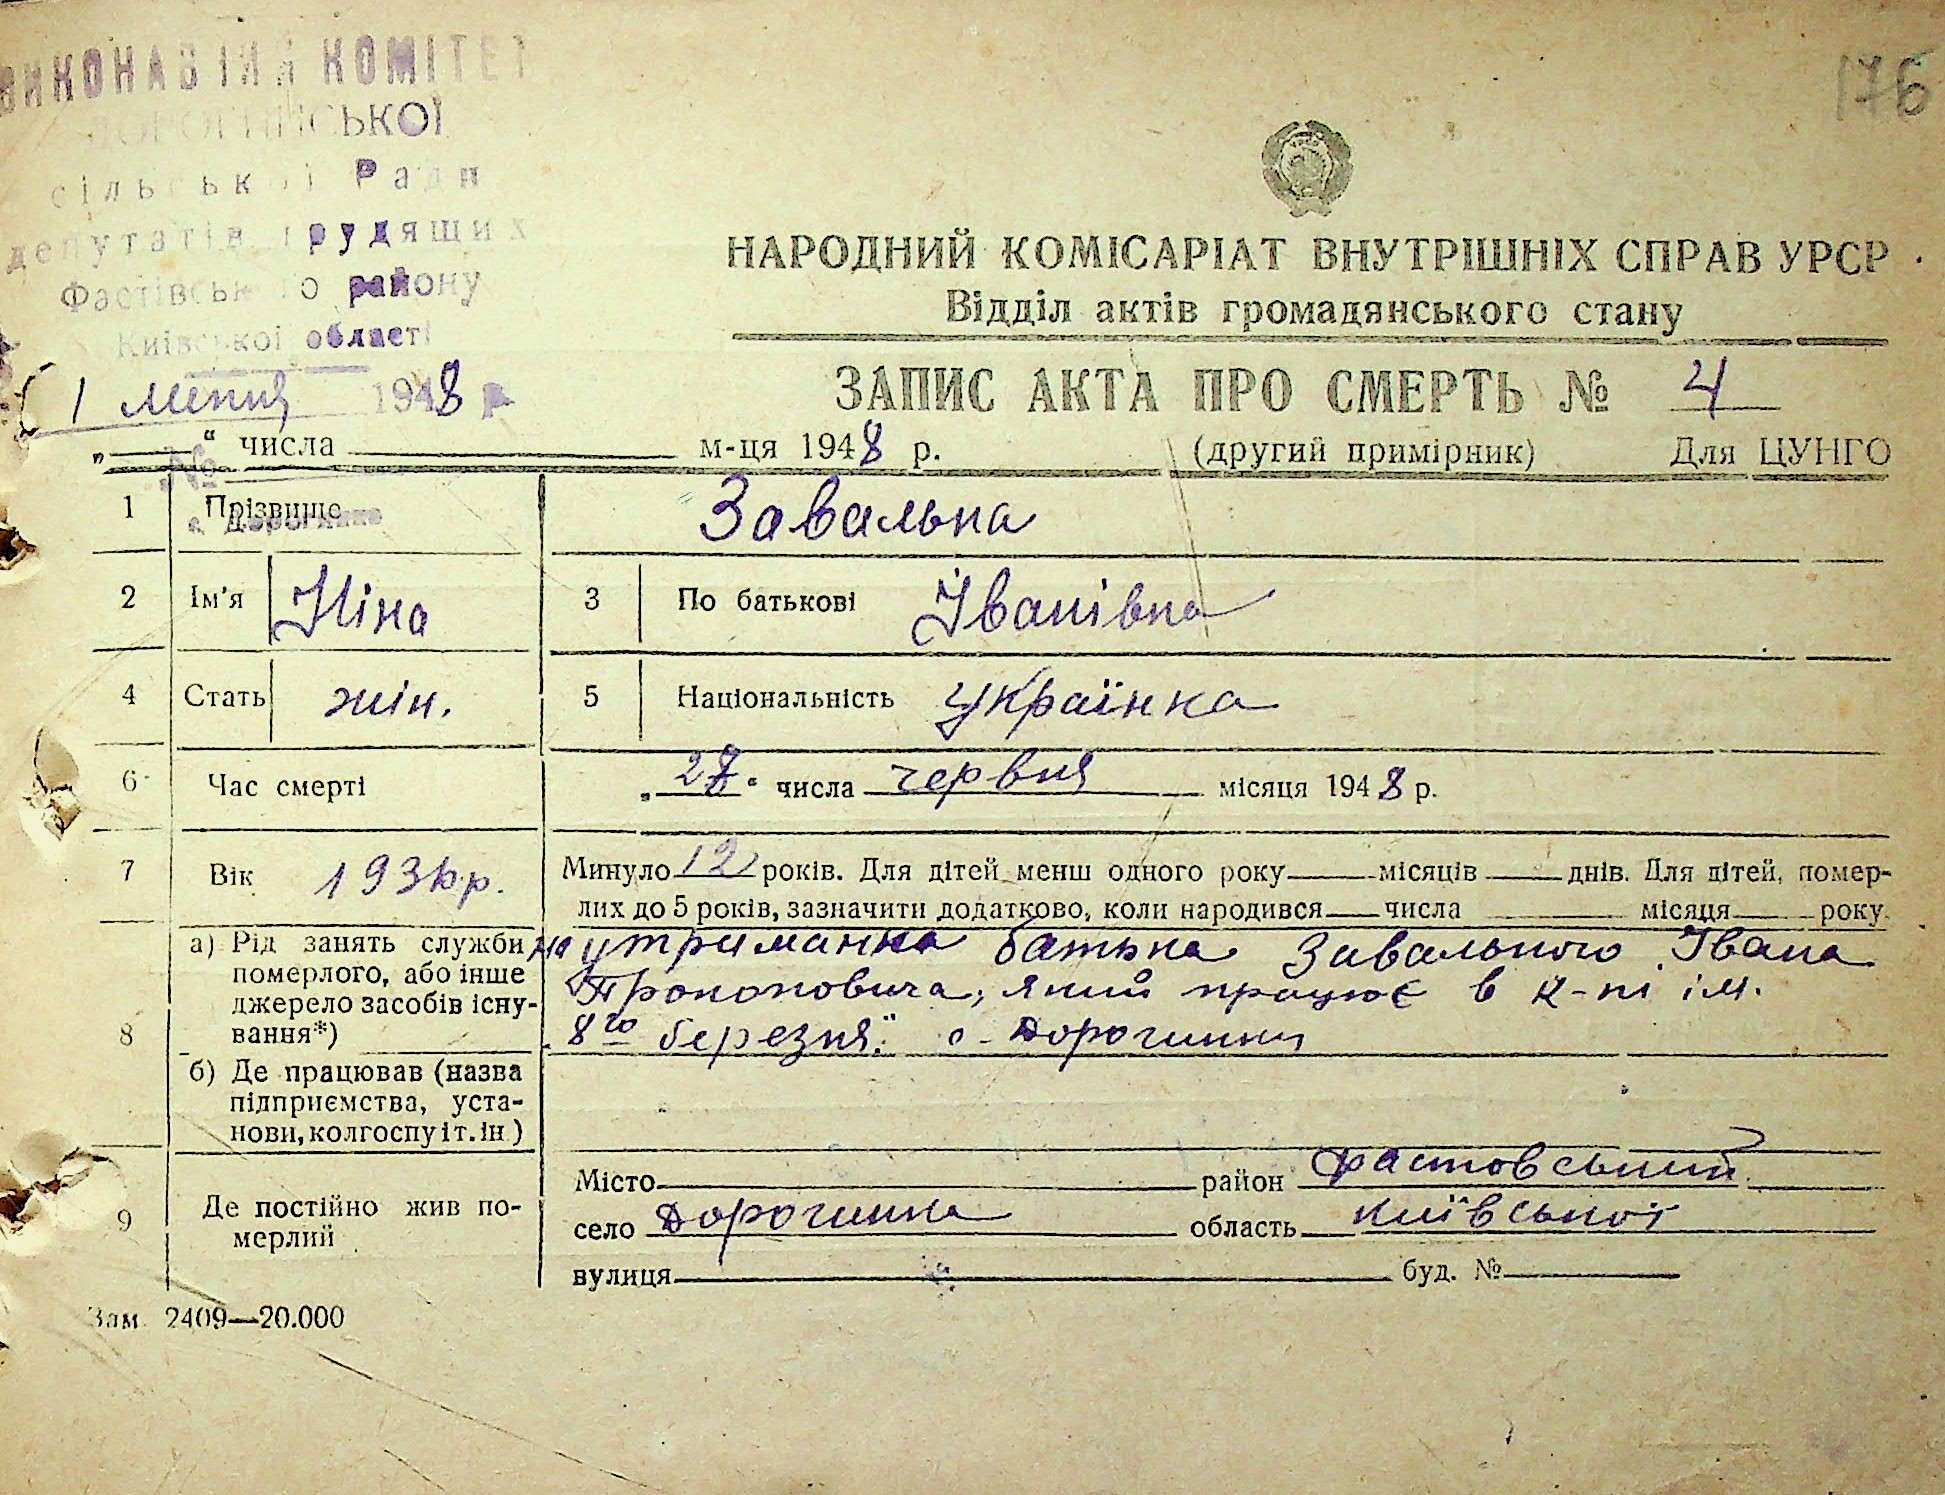 176
ВИКОНАВЧИЙ КОМІТЕТ
ДОРОГИНСЬКОЇ
сільської Ради
депутатів трудящих
Фастівського району
Київської області
1 липня 1948 р.
НАРОДНИЙ КОМІСАРІАТ ВНУТРІШНІХ СПРАВ УРСР
Відділ актів громадянського стану
ЗАПИС АКТА ПРО СМЕРТЬ № 4
„ “ числа м-ця 1948 р. (другий примірник) Для ЦУНГО
1 Прізвище Завальна
с. Дорогинка
2 Ім'я Ніна 3 По батькові Іванівна
4 Стать жін. 5 Національність українка
6 Час смерті „ “ числа червня місяця 1948 р.
7 Вік 1936 р. Минуло 12 років. Для дітей менш одного року місяців днів. Для дітей, помер-
лих до 5 років, зазначити додатково, коли народився числа місяця року
8 а) Рід занять служби померлого, або інше джерело засобів існу-вання*) на утриманна батька Завального Івана
Прокоповича, який працює в к-пі ім.
8го березня" с. Дорогинки
б) Де працював (назва
підприємства, уста-
нови, колгоспу і т. ін.)
9 Де постійно жив по-
мерлий
Місто район Фастовський
село Дорогинка область Київської
вулиця буд. №
Зам. 2409—20.000